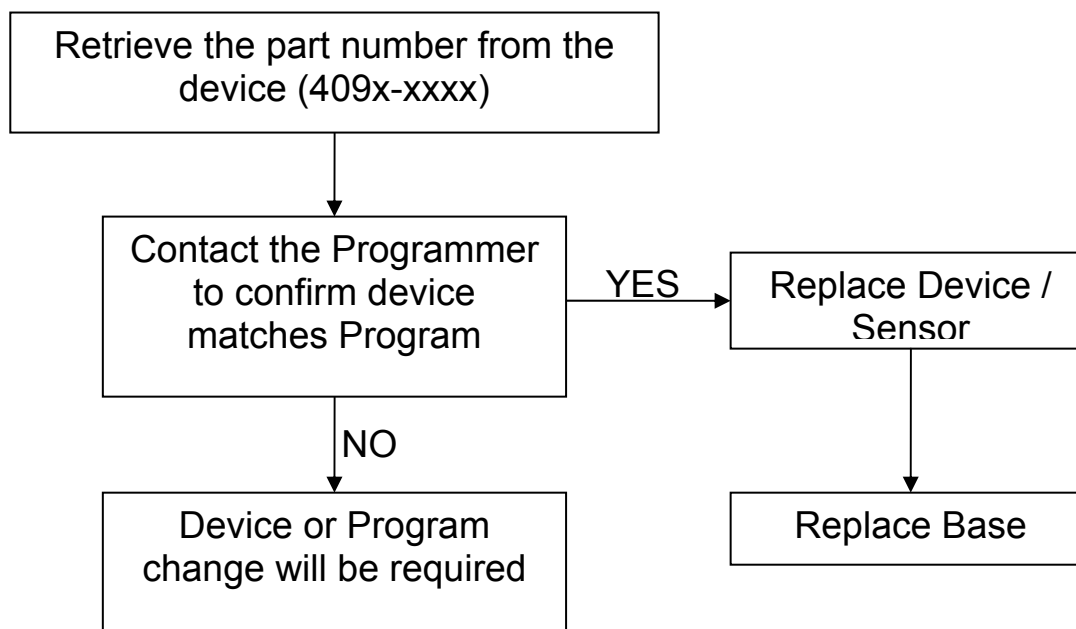 Retrieve the part number from the
device (409x-xxxx)
Contact the Programmer
to confirm device
matches Program
YES
Replace Device /
Sensor
NO
Device or Program
change will be required
Replace Base